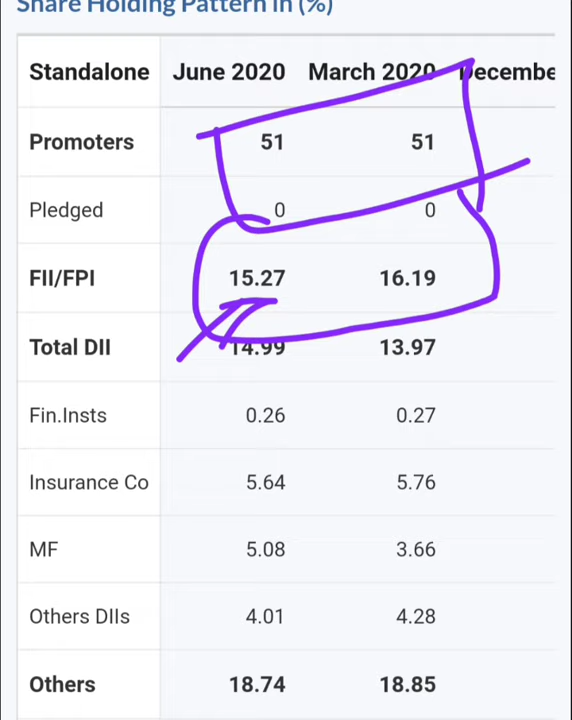 Share Holding Pattern in (%)
Standalone June 2020 March 2020 Decembe
Promoters 51 51
Pledged 0 0
FII/FPI 15.27 16.19
Total DII 14.99 13.97
Fin.Insts 0.26 0.27
Insurance Co 5.64 5.76
MF 5.08 3.66
Others DIIs 4.01 4.28
Others 18.74 18.85